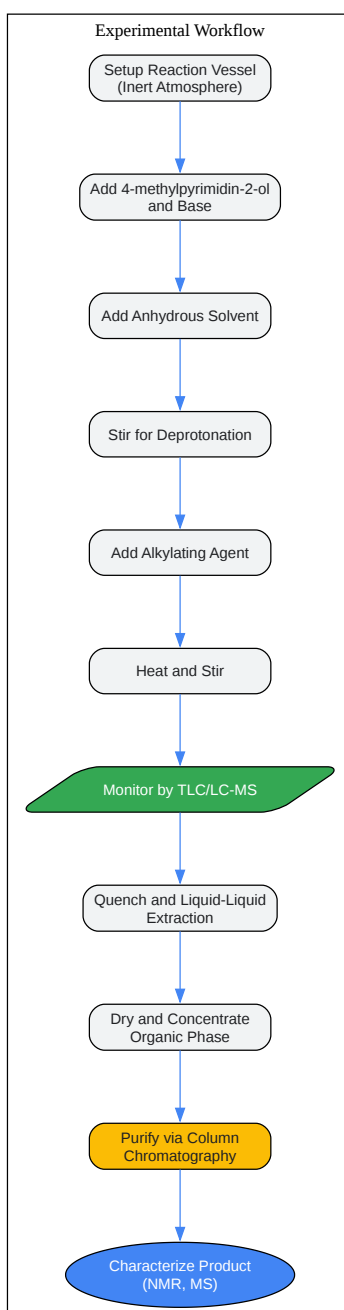 Experimental Workflow
Setup Reaction Vessel
(Inert Atmosphere)
Add 4-methylpyrimidin-2-ol
and Base
Add Anhydrous Solvent
Stir for Deprotonation
Add Alkylating Agent
Heat and Stir
Monitor by TLC/LC-MS
Quench and Liquid-Liquid
Extraction
Dry and Concentrate
Organic Phase
Purify via Column
Chromatography
Characterize Product
(NMR, MS)